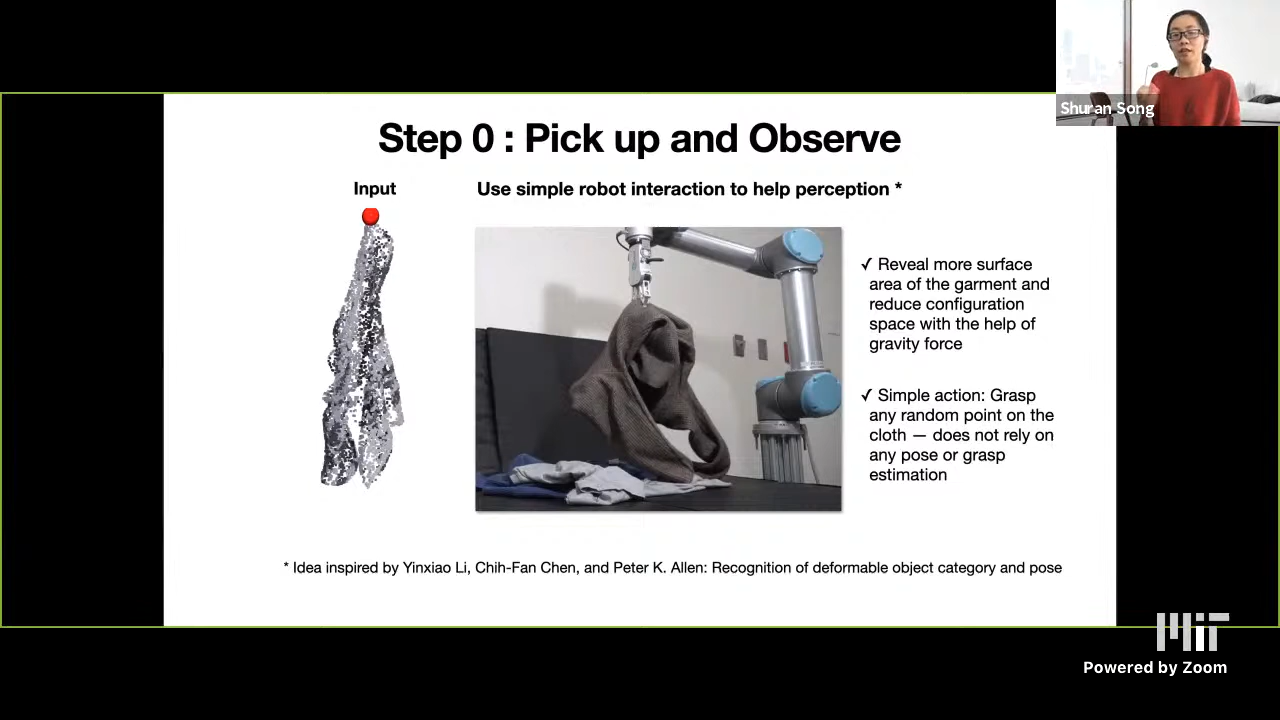 Shuran Song
Step 0 : Pick up and Observe
Input
Use simple robot interaction to help perception *
✓ Reveal more surface
area of the garment and
reduce configuration
space with the help of
gravity force
✓ Simple action: Grasp
any random point on the
cloth — does not rely on
any pose or grasp
estimation
* Idea inspired by Yinxiao Li, Chih-Fan Chen, and Peter K. Allen: Recognition of deformable object category and pose
MIT
Powered by Zoom